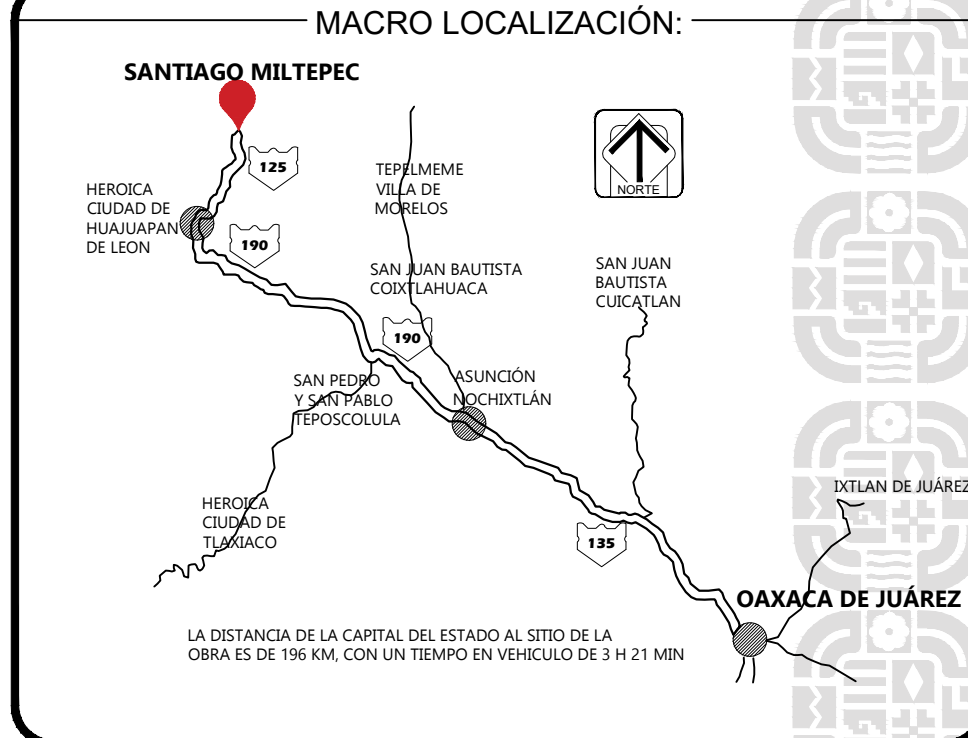 MACRO LOCALIZACIÓN:
SANTIAGO MILTEPEC
125
HEROICA
CIUDAD DE
HUAJUAPAN
DE LEON
190
TEPELMEME
VILLA DE
MORELOS
NORTE
SAN JUAN BAUTISTA
COIXTLAHUACA
SAN JUAN
BAUTISTA
CUICATLAN
190
SAN PEDRO
Y SAN PABLO
TEPOSCOLULA
ASUNCIÓN
NOCHIXTLÁN
HEROICA
CIUDAD DE
TLAXIACO
135
IXTLAN DE JUÁREZ
OAXACA DE JUÁREZ
LA DISTANCIA DE LA CAPITAL DEL ESTADO AL SITIO DE LA
OBRA ES DE 196 KM, CON UN TIEMPO EN VEHICULO DE 3 H 21 MIN